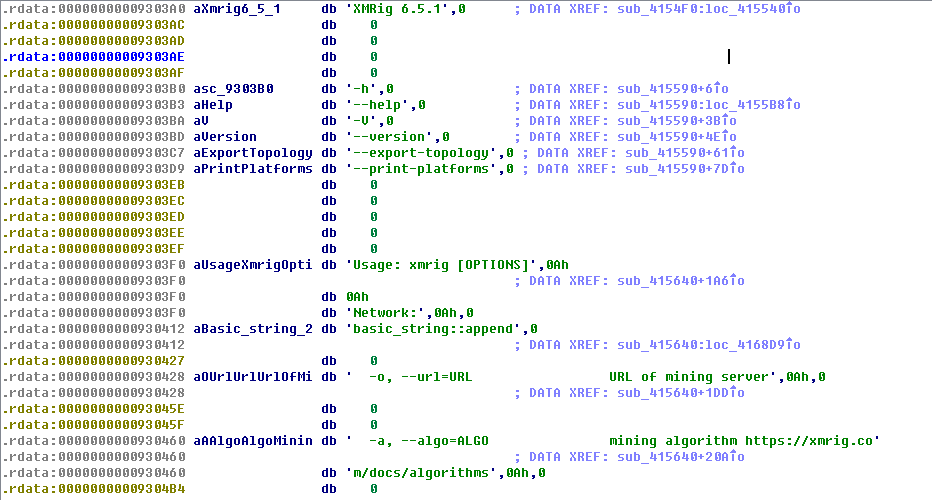 .rdata:00000000009303A0 aXmrig6_5_1 db 'XMRig 6.5.1',0 ; DATA XREF: sub_4154F0:loc_415540↑o
.rdata:00000000009303AC db 0
.rdata:00000000009303AD db 0
.rdata:00000000009303AE db 0
.rdata:00000000009303AF db 0
.rdata:00000000009303B0 asc_9303B0 db '-h',0 ; DATA XREF: sub_415590+6↑o
.rdata:00000000009303B3 aHelp db '--help',0 ; DATA XREF: sub_415590:loc_4155B8↑o
.rdata:00000000009303BA aV db '-V',0 ; DATA XREF: sub_415590+3B↑o
.rdata:00000000009303BD aVersion db '--version',0 ; DATA XREF: sub_415590+4E↑o
.rdata:00000000009303C7 aExportTopology db '--export-topology',0 ; DATA XREF: sub_415590+61↑o
.rdata:00000000009303D9 aPrintPlatforms db '--print-platforms',0 ; DATA XREF: sub_415590+7D↑o
.rdata:00000000009303EB db 0
.rdata:00000000009303EC db 0
.rdata:00000000009303ED db 0
.rdata:00000000009303EE db 0
.rdata:00000000009303EF db 0
.rdata:00000000009303F0 aUsageXmrigOpti db 'Usage: xmrig [OPTIONS]',0Ah
.rdata:00000000009303F0 ; DATA XREF: sub_415640+1A6↑o
.rdata:00000000009303F0 db 0Ah
.rdata:00000000009303F0 db 'Network:',0Ah,0
.rdata:0000000000930412 aBasic_string_2 db 'basic_string::append',0
.rdata:0000000000930412 ; DATA XREF: sub_415640:loc_4168D9↑o
.rdata:0000000000930427 db 0
.rdata:0000000000930428 aOUrlUrlUrlOfMi db '  -o, --url=URL                 URL of mining server',0Ah,0
.rdata:0000000000930428 ; DATA XREF: sub_415640+1DD↑o
.rdata:000000000093045E db 0
.rdata:000000000093045F db 0
.rdata:0000000000930460 aAAlgoAlgoMinin db '  -a, --algo=ALGO               mining algorithm https://xmrig.co'
.rdata:0000000000930460 ; DATA XREF: sub_415640+20A↑o
.rdata:0000000000930460 db 'm/docs/algorithms',0Ah,0
.rdata:00000000009304B4 db 0